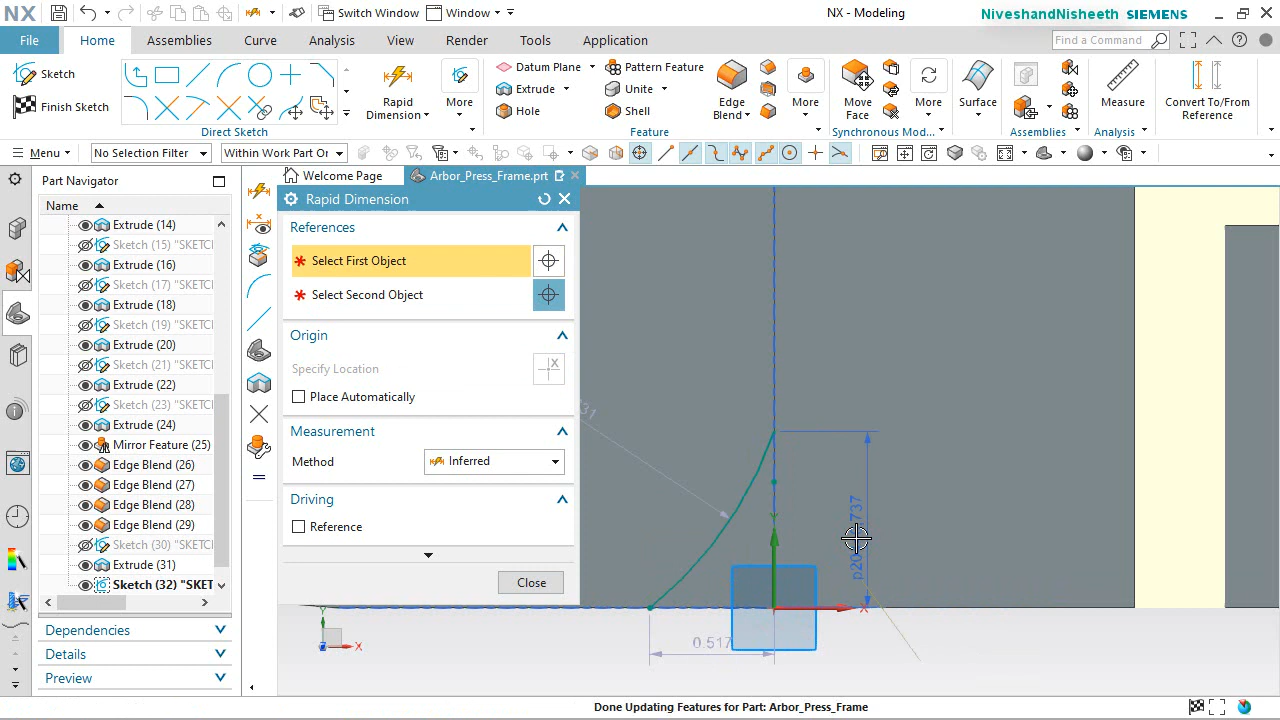 NX
Switch Window
Window
NX - Modeling
NiveshandNisheeth SIEMENS
File
Home
Assemblies
Curve
Analysis
View
Render
Tools
Application
Find a Command
Sketch
Finish Sketch
Direct Sketch
Rapid Dimension
More
Datum Plane
Extrude
Hole
Pattern Feature
Unite
Shell
Edge Blend
More
Feature
Move Face
More
Synchronous Mod...
Surface
Assemblies
Measure
Analysis
Convert To/From Reference
Menu
No Selection Filter
Within Work Part Or
Part Navigator
Welcome Page
Arbor_Press_Frame.prt
Name
Extrude (14)
Sketch (15) "SKETC
Extrude (16)
Sketch (17) "SKETC
Extrude (18)
Sketch (19) "SKETC
Extrude (20)
Sketch (21) "SKETC
Extrude (22)
Sketch (23) "SKETC
Extrude (24)
Mirror Feature (25)
Edge Blend (26)
Edge Blend (27)
Edge Blend (28)
Edge Blend (29)
Sketch (30) "SKETC
Extrude (31)
Sketch (32) "SKET
Dependencies
Details
Preview
Rapid Dimension
References
* Select First Object
* Select Second Object
Origin
Specify Location
Place Automatically
Measurement
Method
Inferred
Driving
Reference
Close
0.517
Y
X
Y
X
Done Updating Features for Part: Arbor_Press_Frame